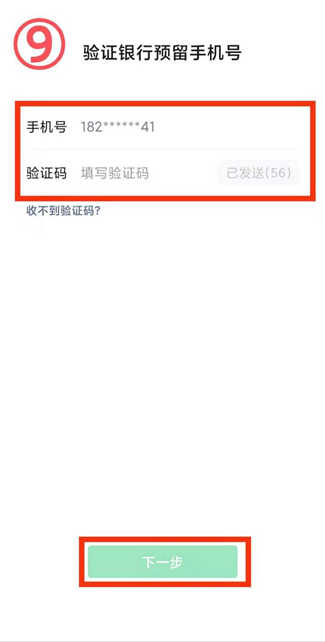 ⑨ 验证银行预留手机号
手机号 182******41
验证码 填写验证码 已发送(56)
收不到验证码?
下一步